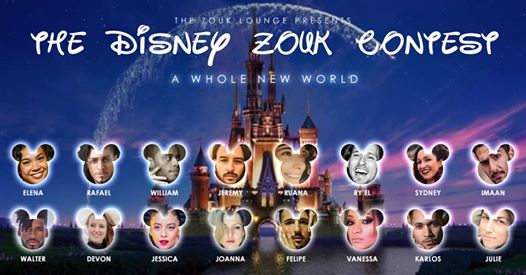 THE ZOUK LOUNGE PRESENTS
THE DISNEY ZOUK CONTEST
A WHOLE NEW WORLD
ELENA RAFAEL WILLIAM JEREMY RUANA RY'EL SYDNEY IMAAN
WALTER DEVON JESSICA JOANNA FELIPE VANESSA KARLOS JULIE